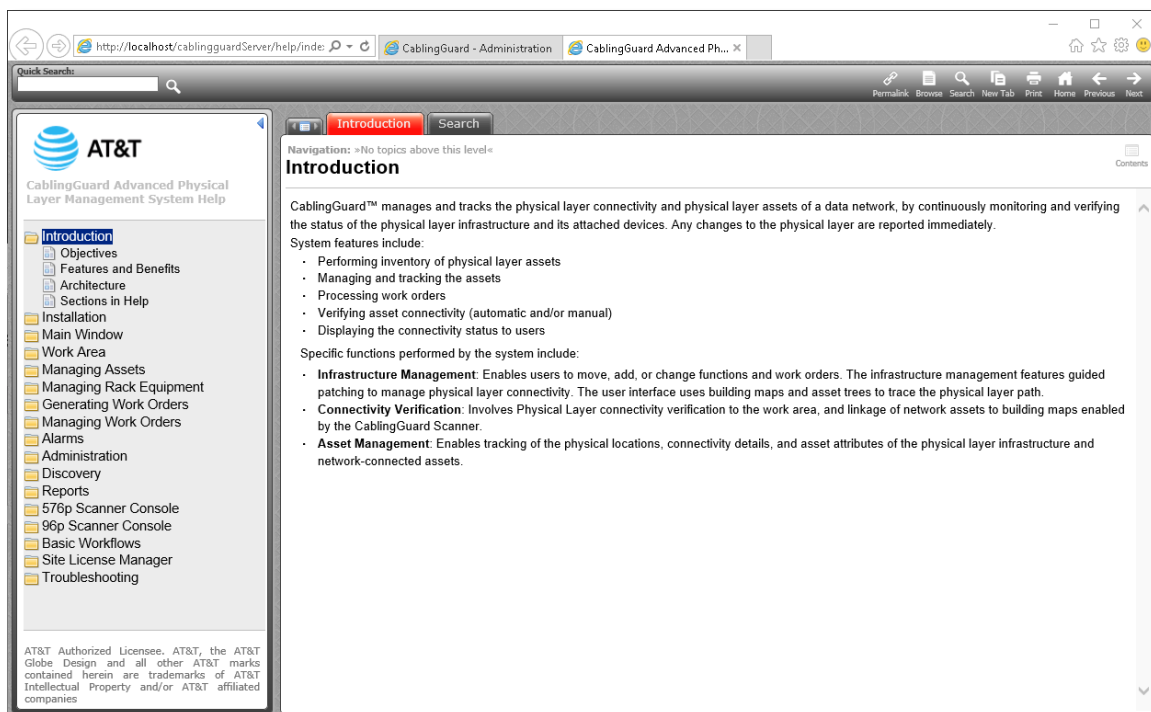 http://localhost/cablingguardServer/help/inde:
CablingGuard - Administration
CablingGuard Advanced Ph...
Quick Search:
Permalink Browse Search New Tab Print Home Previous Next
AT&T
CablingGuard Advanced Physical
Layer Management System Help
Introduction
Objectives
Features and Benefits
Architecture
Sections in Help
Installation
Main Window
Work Area
Managing Assets
Managing Rack Equipment
Generating Work Orders
Managing Work Orders
Alarms
Administration
Discovery
Reports
576p Scanner Console
96p Scanner Console
Basic Workflows
Site License Manager
Troubleshooting
AT&T Authorized Licensee. AT&T, the AT&T
Globe Design and all other AT&T marks
contained herein are trademarks of AT&T
Intellectual Property and/or AT&T affiliated
companies
Introduction Search
Navigation: »No topics above this level«
Introduction
Contents
CablingGuard™ manages and tracks the physical layer connectivity and physical layer assets of a data network, by continuously monitoring and verifying
the status of the physical layer infrastructure and its attached devices. Any changes to the physical layer are reported immediately.
System features include:
· Performing inventory of physical layer assets
· Managing and tracking the assets
· Processing work orders
· Verifying asset connectivity (automatic and/or manual)
· Displaying the connectivity status to users
Specific functions performed by the system include:
· Infrastructure Management: Enables users to move, add, or change functions and work orders. The infrastructure management features guided
patching to manage physical layer connectivity. The user interface uses building maps and asset trees to trace the physical layer path.
· Connectivity Verification: Involves Physical Layer connectivity verification to the work area, and linkage of network assets to building maps enabled
by the CablingGuard Scanner.
· Asset Management: Enables tracking of the physical locations, connectivity details, and asset attributes of the physical layer infrastructure and
network-connected assets.